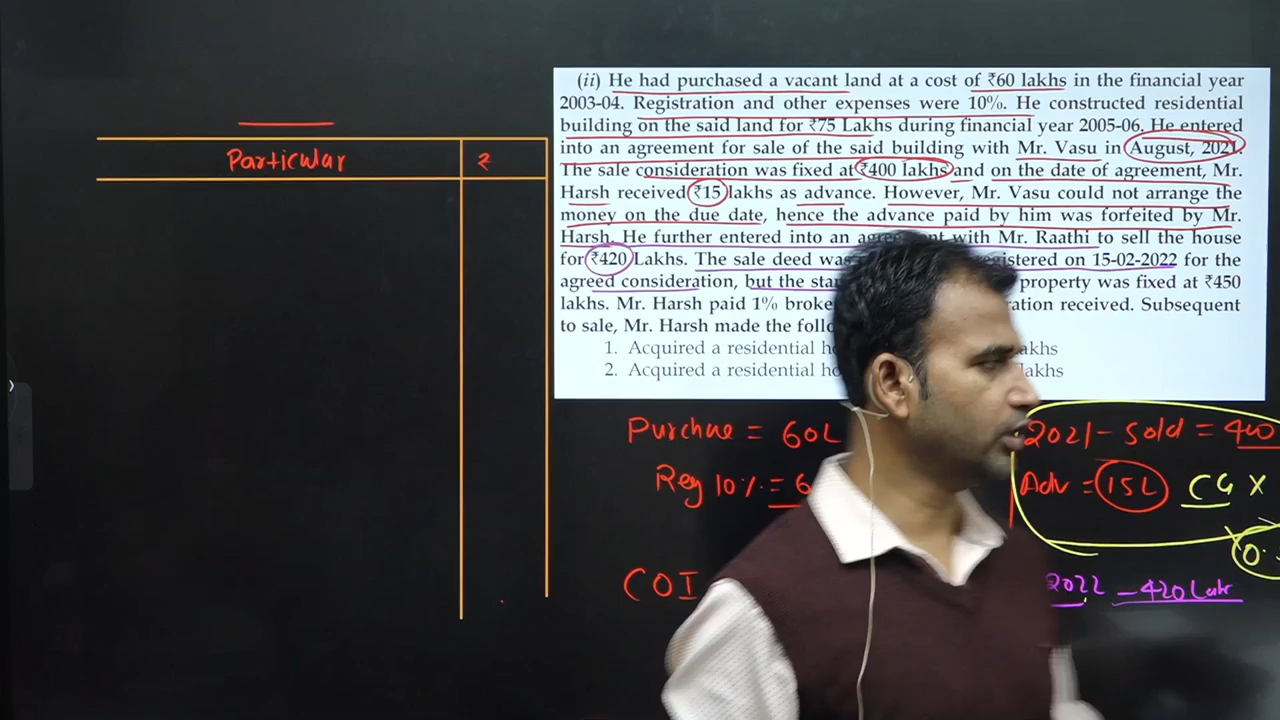 Particular ₹
(ii) He had purchased a vacant land at a cost of ₹60 lakhs in the financial year
2003-04. Registration and other expenses were 10%. He constructed residential
building on the said land for ₹75 Lakhs during financial year 2005-06. He entered
into an agreement for sale of the said building with Mr. Vasu in August, 2021.
The sale consideration was fixed at ₹400 lakhs and on the date of agreement, Mr.
Harsh received ₹15 lakhs as advance. However, Mr. Vasu could not arrange the
money on the due date, hence the advance paid by him was forfeited by Mr.
Harsh. He further entered into an with Mr. Raathi to sell the house
for ₹420 Lakhs. The sale deed was on 15-02-2022 for the
agreed consideration, but the property was fixed at ₹450
lakhs. Mr. Harsh paid 1% received. Subsequent
to sale, Mr. Harsh made the
1. Acquired a residential
2. Acquired a residential
Purchae = 60L
2021 - Sold = 400
Reg 10% = 6
Adv = 15L CG X
0
COI
2022 - 420 Lakh